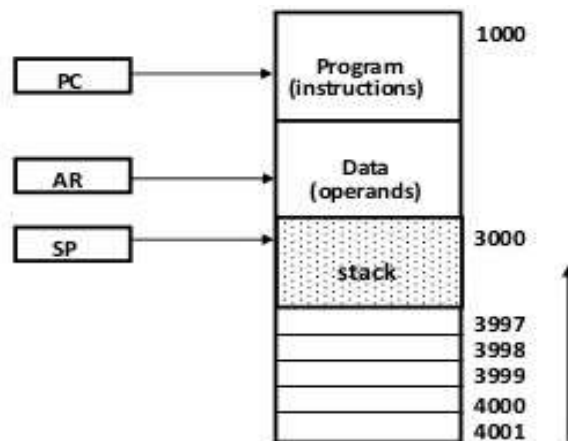 1000
PC
Program
(instructions)
AR
Data
(operands)
SP
3000
stack
3997
3998
3999
4000
4001